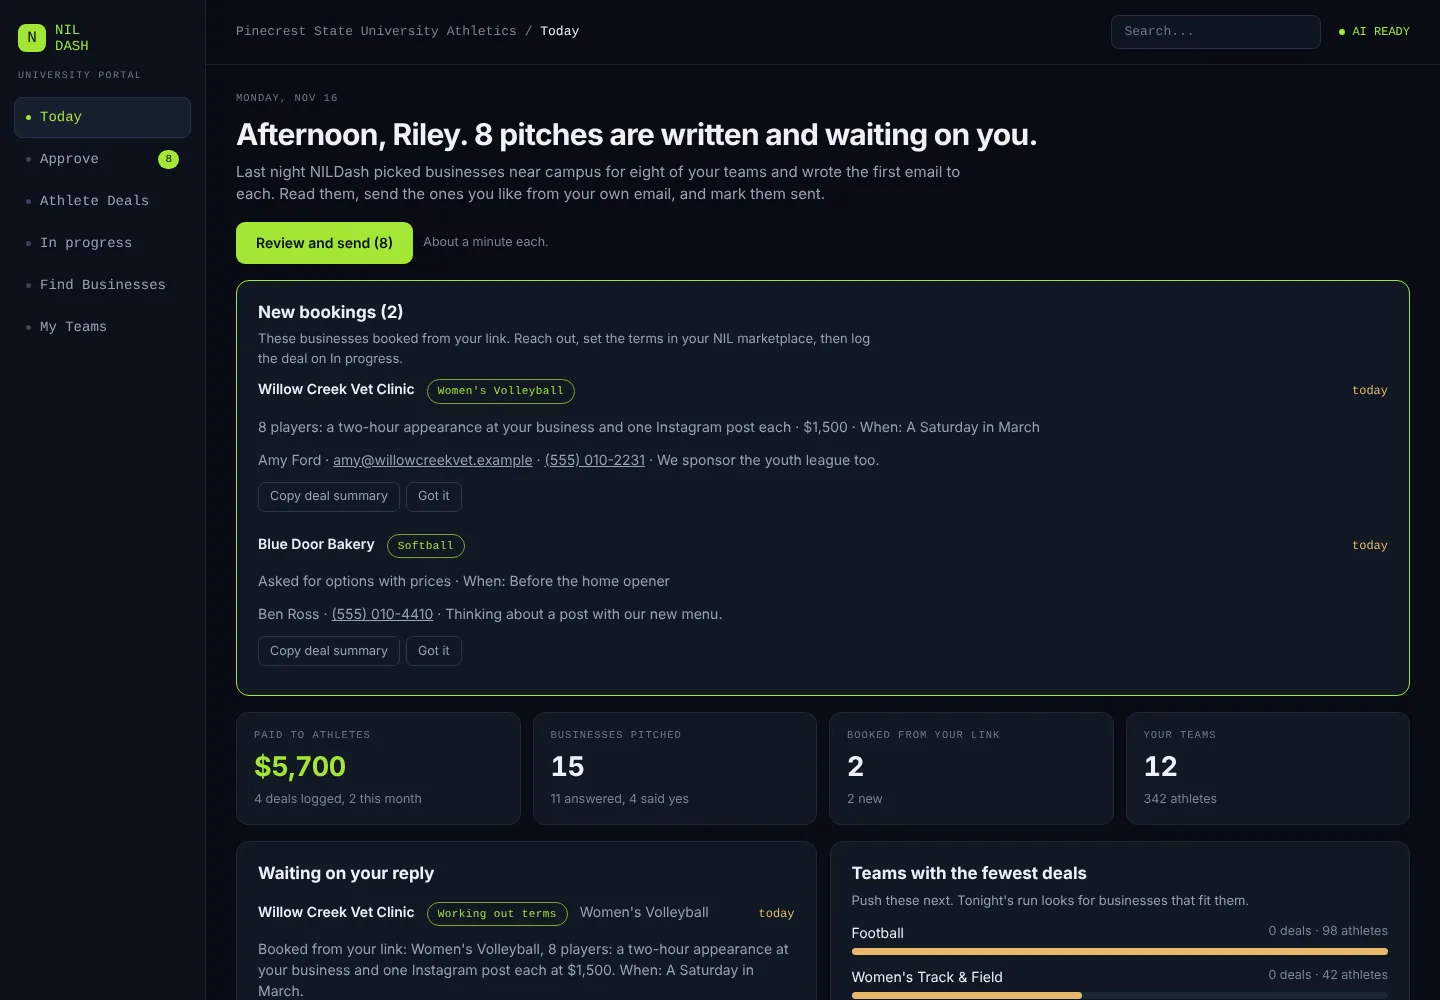 N
NIL
DASH
UNIVERSITY PORTAL
Today
Approve 8
Athlete Deals
In progress
Find Businesses
My Teams
Pinecrest State University Athletics / Today
Search...
AI READY
MONDAY, NOV 16
Afternoon, Riley. 8 pitches are written and waiting on you.
Last night NILDash picked businesses near campus for eight of your teams and wrote the first email to
each. Read them, send the ones you like from your own email, and mark them sent.
Review and send (8) About a minute each.
New bookings (2)
These businesses booked from your link. Reach out, set the terms in your NIL marketplace, then log
the deal on In progress.
Willow Creek Vet Clinic Women's Volleyball today
8 players: a two-hour appearance at your business and one Instagram post each · $1,500 · When: A Saturday in March
Amy Ford · amy@willowcreekvet.example · (555) 010-2231 · We sponsor the youth league too.
Copy deal summary Got it
Blue Door Bakery Softball today
Asked for options with prices · When: Before the home opener
Ben Ross · (555) 010-4410 · Thinking about a post with our new menu.
Copy deal summary Got it
PAID TO ATHLETES
$5,700
4 deals logged, 2 this month
BUSINESSES PITCHED
15
11 answered, 4 said yes
BOOKED FROM YOUR LINK
2
2 new
YOUR TEAMS
12
342 athletes
Waiting on your reply
Willow Creek Vet Clinic Working out terms Women's Volleyball today
Booked from your link: Women's Volleyball, 8 players: a two-hour appearance at
your business and one Instagram post each at $1,500. When: A Saturday in
March.
Teams with the fewest deals
Push these next. Tonight's run looks for businesses that fit them.
Football 0 deals · 98 athletes
Women's Track & Field 0 deals · 42 athletes